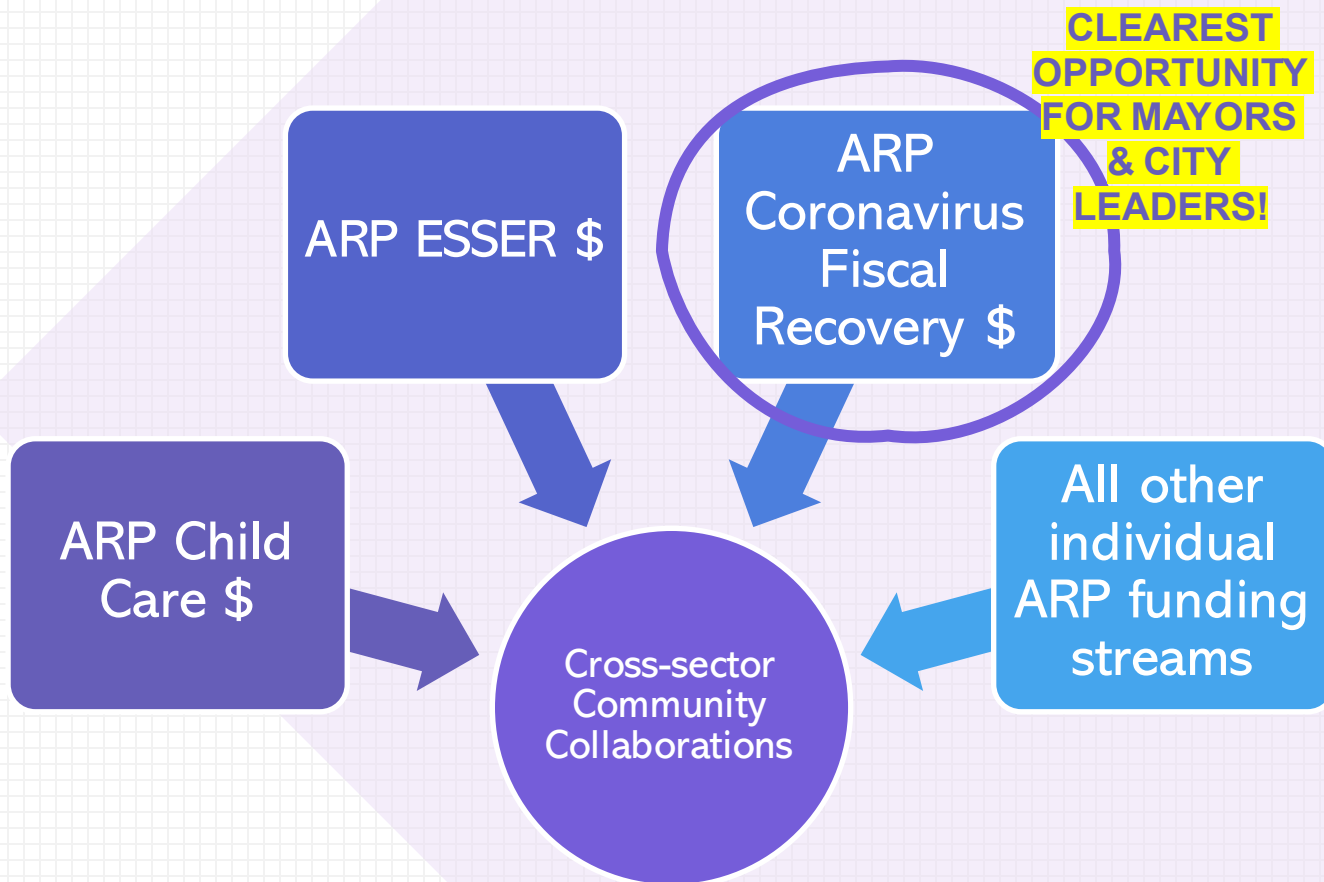 CLEAREST
OPPORTUNITY
FOR MAYORS
& CITY
LEADERS!
ARP ESSER $
ARP
Coronavirus
Fiscal
Recovery $
ARP Child
Care $
All other
individual
ARP funding
streams
Cross-sector
Community
Collaborations